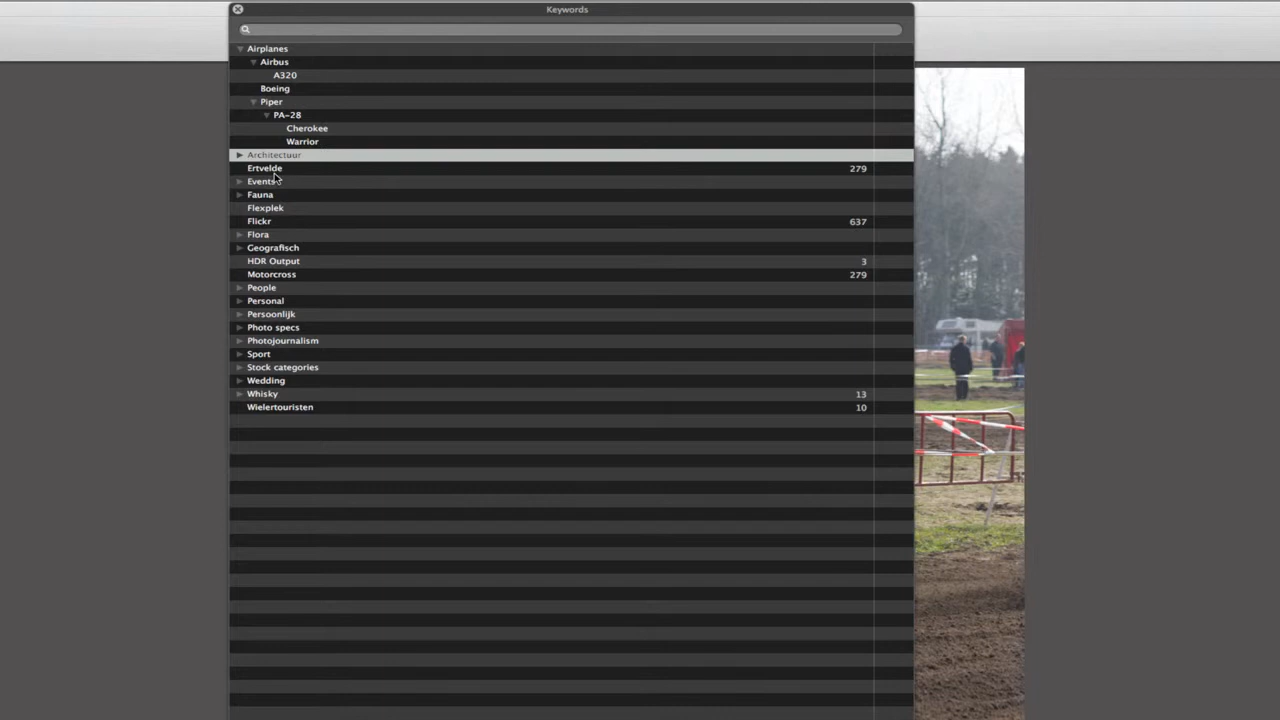 Keywords
Airplanes
Airbus
A320
Boeing
Piper
PA-28
Cherokee
Warrior
Architectuur
Ertvelde 279
Events
Fauna
Flexplek
Flickr 637
Flora
Geografisch
HDR Output 3
Motorcross 279
People
Personal
Persoonlijk
Photo specs
Photojournalism
Sport
Stock categories
Wedding
Whisky 13
Wielertouristen 10